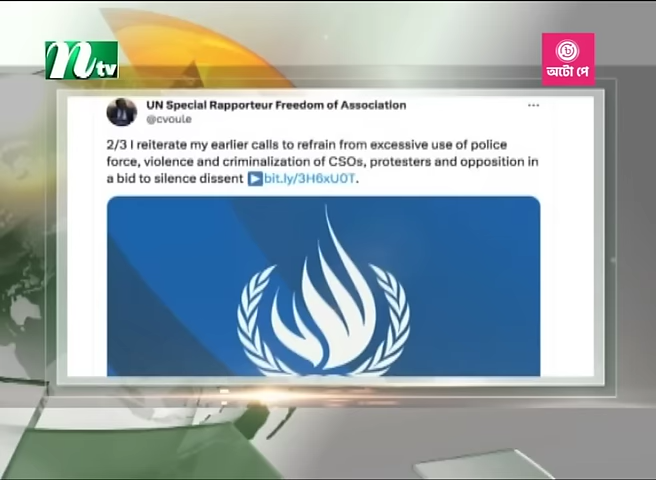 ntv
অটো পে
UN Special Rapporteur Freedom of Association
@cvoule
2/3 I reiterate my earlier calls to refrain from excessive use of police
force, violence and criminalization of CSOs, protesters and opposition in
a bid to silence dissent ▶bit.ly/3H6xU0T.